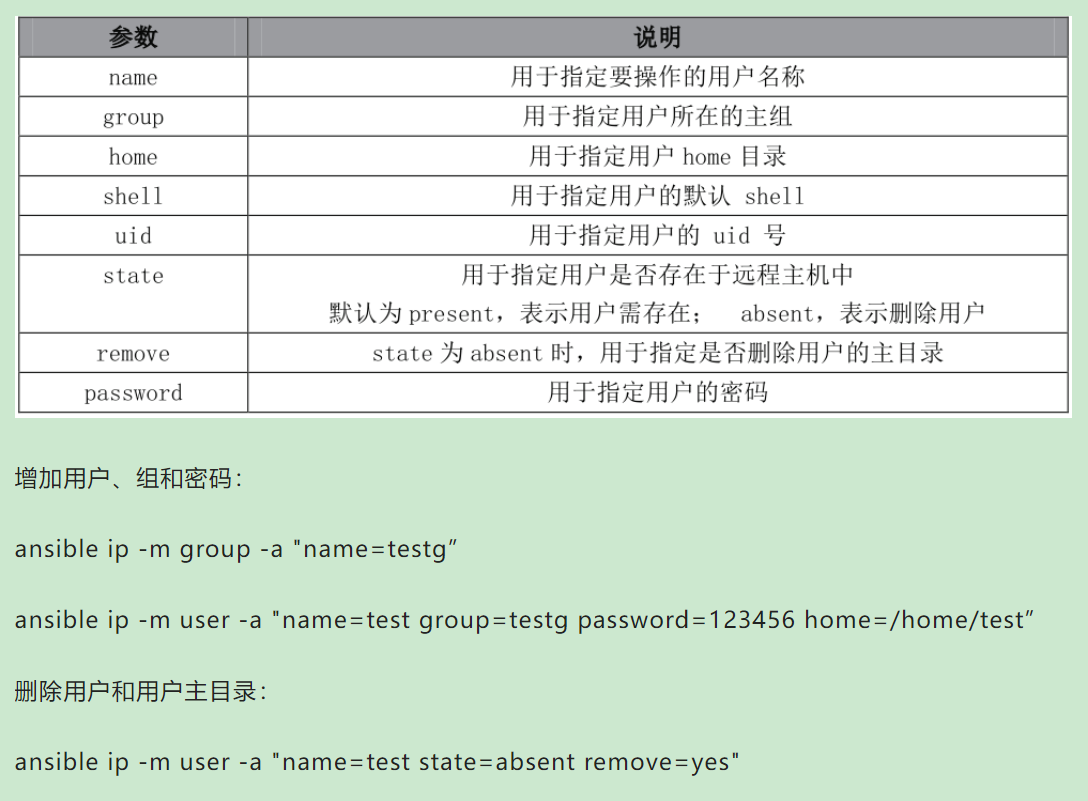 参数 说明
name 用于指定要操作的用户名称
group 用于指定用户所在的主组
home 用于指定用户 home 目录
shell 用于指定用户的默认 shell
uid 用于指定用户的 uid 号
state 用于指定用户是否存在于远程主机中
默认为 present，表示用户需存在； absent，表示删除用户
remove state 为 absent 时，用于指定是否删除用户的主目录
password 用于指定用户的密码
增加用户、组和密码：
ansible ip -m group -a "name=testg”
ansible ip -m user -a "name=test group=testg password=123456 home=/home/test”
删除用户和用户主目录：
ansible ip -m user -a "name=test state=absent remove=yes"